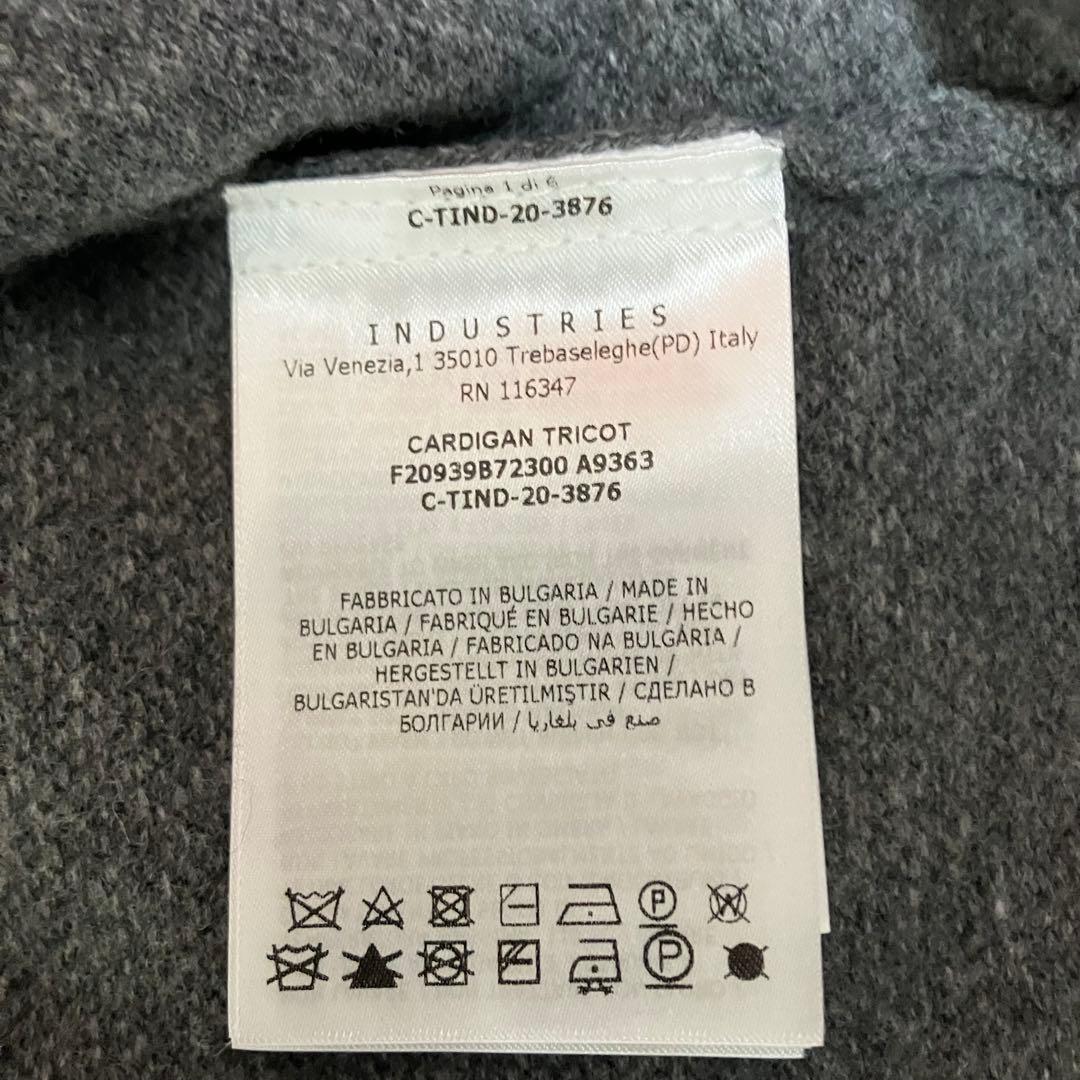 Pagina 1 di 6
C-TIND-20-3876
INDUSTRIES
Via Venezia,1 35010 Trebaseleghe(PD) Italy
RN 116347
CARDIGAN TRICOT
F20939B72300 A9363
C-TIND-20-3876
FABBRICATO IN BULGARIA / MADE IN
BULGARIA / FABRIQUÉ EN BULGARIE / HECHO
EN BULGARIA / FABRICADO NA BULGÁRIA /
HERGESTELLT IN BULGARIEN /
BULGARISTAN'DA ÜRETILMIŞTIR / СДЕЛАНО В
БОЛГАРИИ / صنع في بلغاريا
P W
P